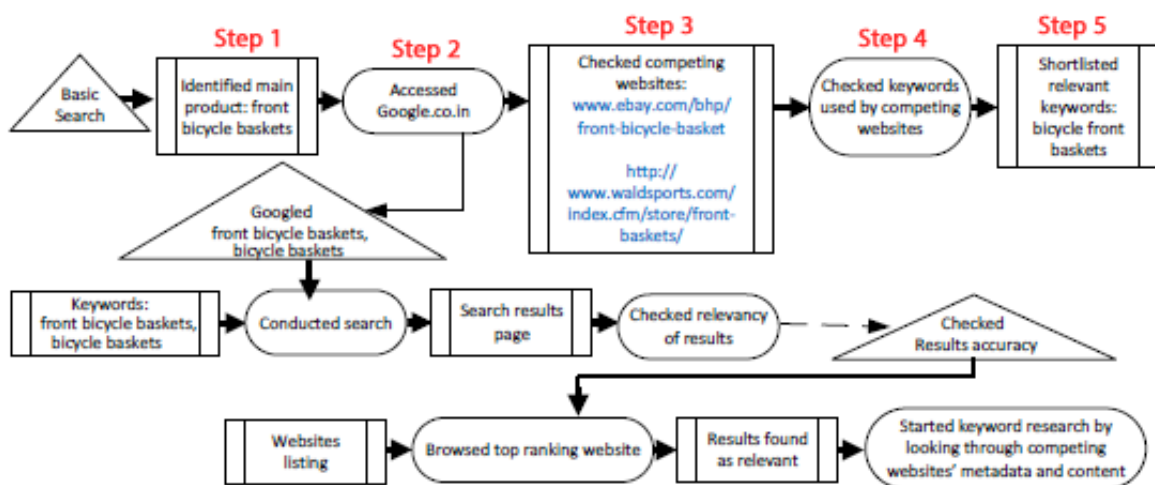 Step 1
Step 2
Step 3
Step 4
Step 5
Basic
Search
Identified main
product: front
bicycle baskets
Accessed
Google.co.in
Checked competing
websites:
www.ebay.com/bhp/
front-bicycle-basket
http://
www.waldsports.com/
index.cfm/store/front-
baskets/
Checked keywords
used by competing
websites
Shortlisted
relevant
keywords:
bicycle front
baskets
Googled
front bicycle baskets,
bicycle baskets
Keywords:
front bicycle baskets,
bicycle baskets
Conducted search
Search results
page
Checked relevancy
of results
Checked
Results accuracy
Websites
listing
Browsed top ranking website
Results found
as relevant
Started keyword research by
looking through competing
websites' metadata and content